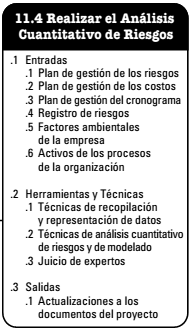 11.4 Realizar el Análisis
Cuantitativo de Riesgos
.1 Entradas
.1 Plan de gestión de los riesgos
.2 Plan de gestión de los costos
.3 Plan de gestión del cronograma
.4 Registro de riesgos
.5 Factores ambientales
de la empresa
.6 Activos de los procesos
de la organización
.2 Herramientas y Técnicas
.1 Técnicas de recopilación
y representación de datos
.2 Técnicas de análisis cuantitativo
de riesgos y de modelado
.3 Juicio de expertos
.3 Salidas
.1 Actualizaciones a los
documentos del proyecto